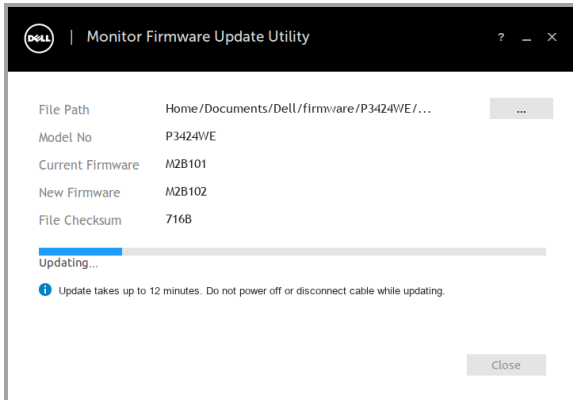 DELL | Monitor Firmware Update Utility ? _ ×
File Path Home/Documents/Dell/firmware/P3424WE/... ...
Model No P3424WE
Current Firmware M2B101
New Firmware M2B102
File Checksum 716B
Updating...
i Update takes up to 12 minutes. Do not power off or disconnect cable while updating.
Close